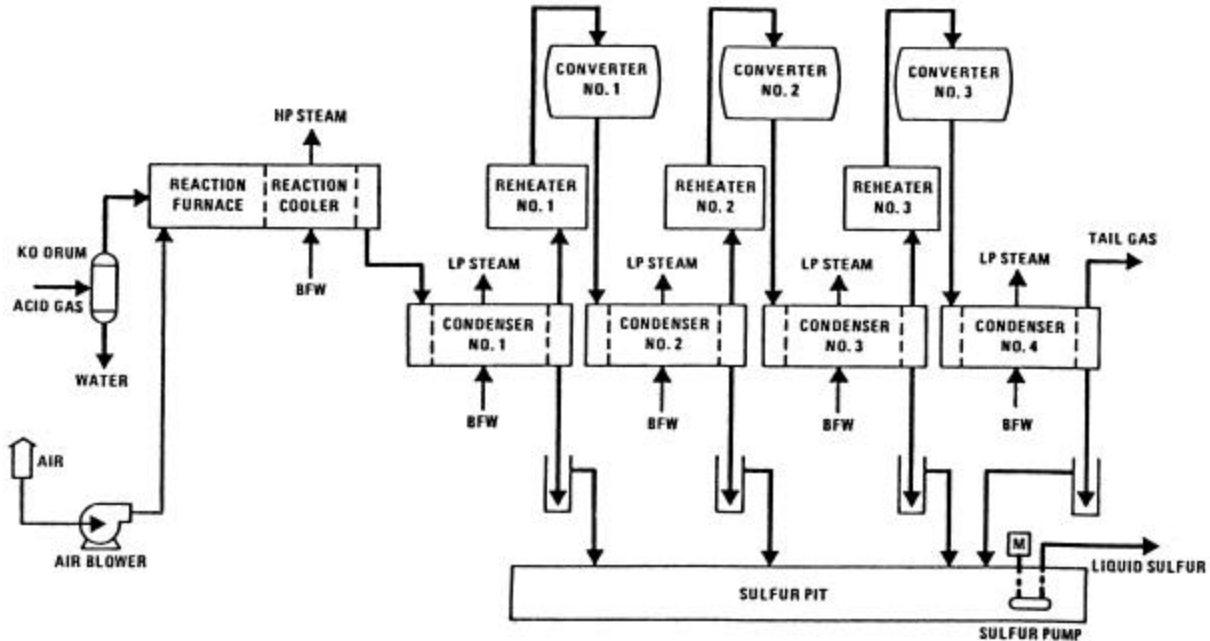 CONVERTER
NO. 1
CONVERTER
NO. 2
CONVERTER
NO. 3
HP STEAM
REACTION
FURNACE
REACTION
COOLER
REHEATER
NO. 1
REHEATER
NO. 2
REHEATER
NO. 3
KO DRUM
ACID GAS
BFW
WATER
LP STEAM
LP STEAM
LP STEAM
LP STEAM
TAIL GAS
CONDENSER
NO. 1
CONDENSER
NO. 2
CONDENSER
NO. 3
CONDENSER
NO. 4
BFW
BFW
BFW
BFW
AIR
AIR BLOWER
M
LIQUID SULFUR
SULFUR PIT
SULFUR PUMP